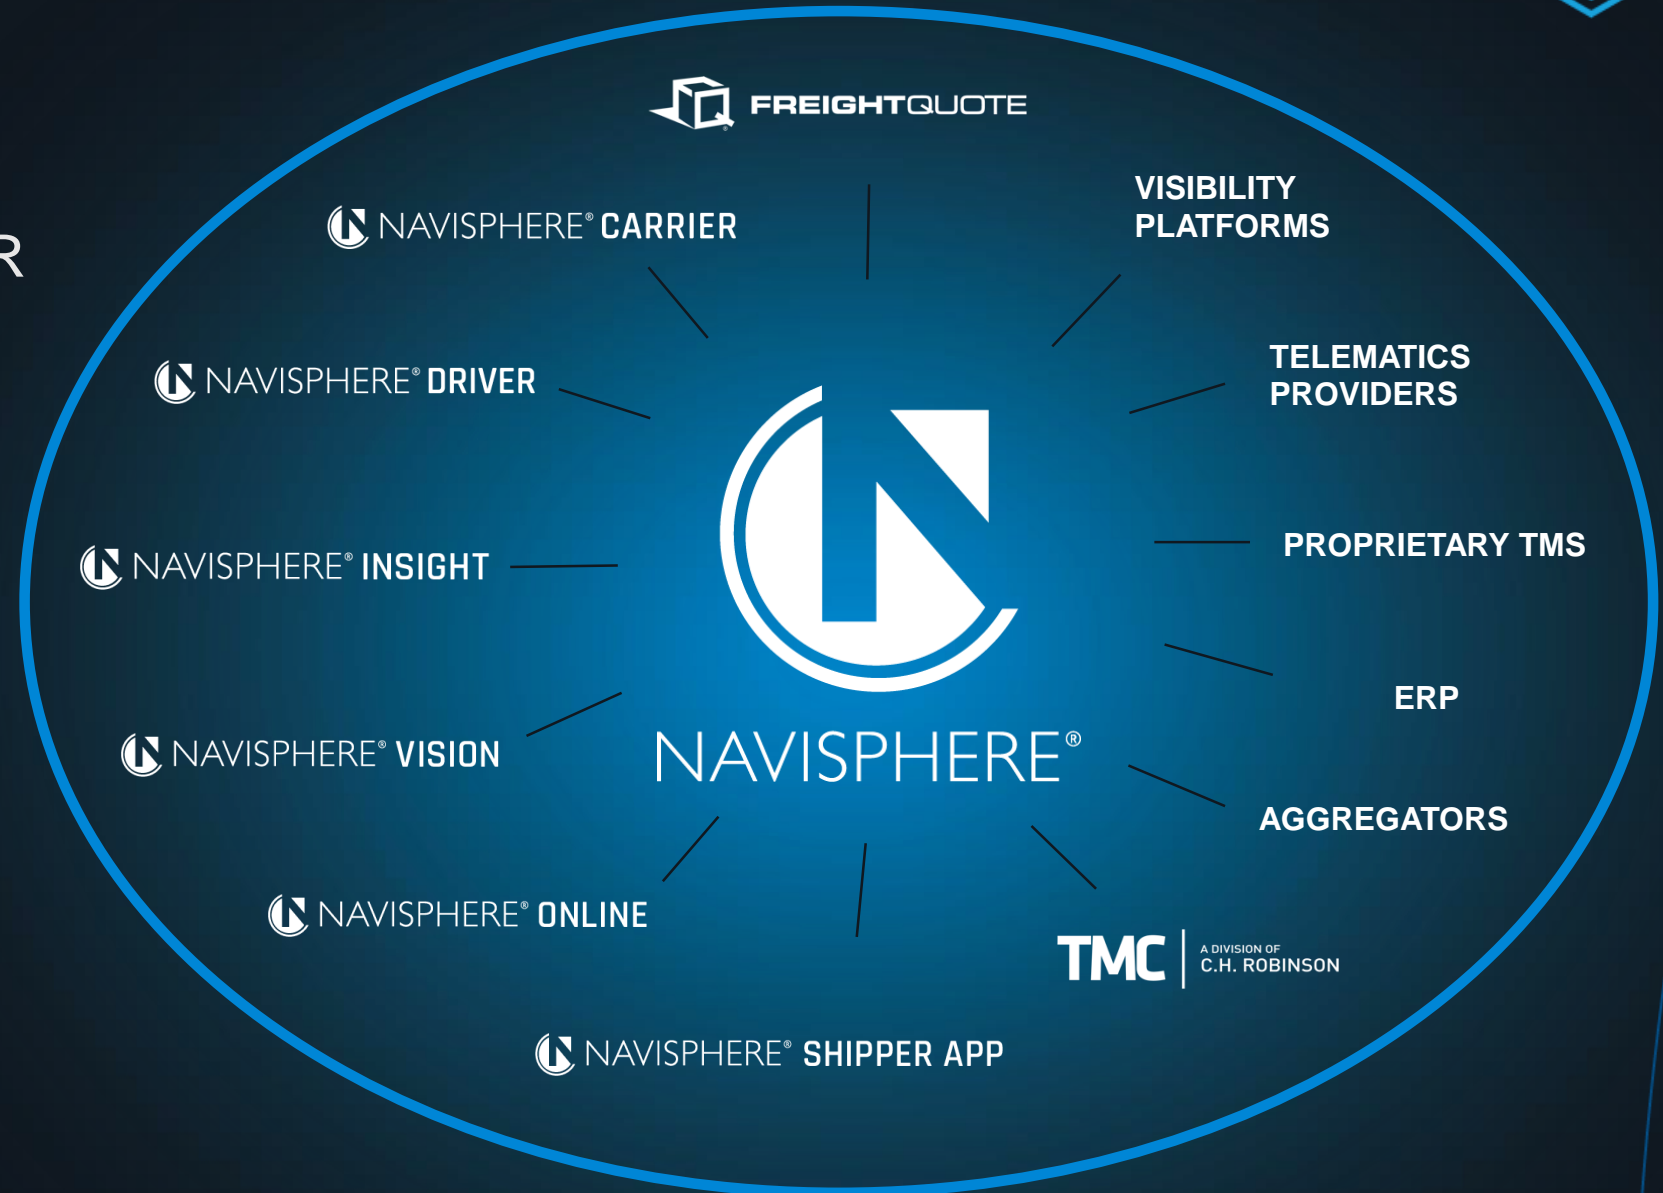 FREIGHTQUOTE
VISIBILITY
PLATFORMS
NAVISPHERE® CARRIER
R
TELEMATICS
PROVIDERS
NAVISPHERE® DRIVER
PROPRIETARY TMS
NAVISPHERE® INSIGHT
ERP
NAVISPHERE® VISION
NAVISPHERE®
AGGREGATORS
NAVISPHERE® ONLINE
TMC
A DIVISION OF
C.H. ROBINSON
NAVISPHERE® SHIPPER APP